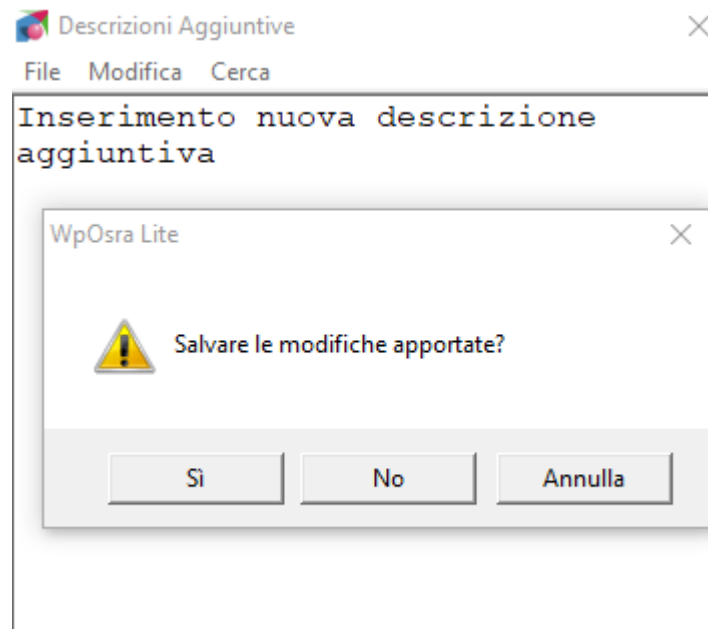 Descrizioni Aggiuntive
File Modifica Cerca
Inserimento nuova descrizione
aggiuntiva
WpOsra Lite
Salvare le modifiche apportate?
Sì No Annulla